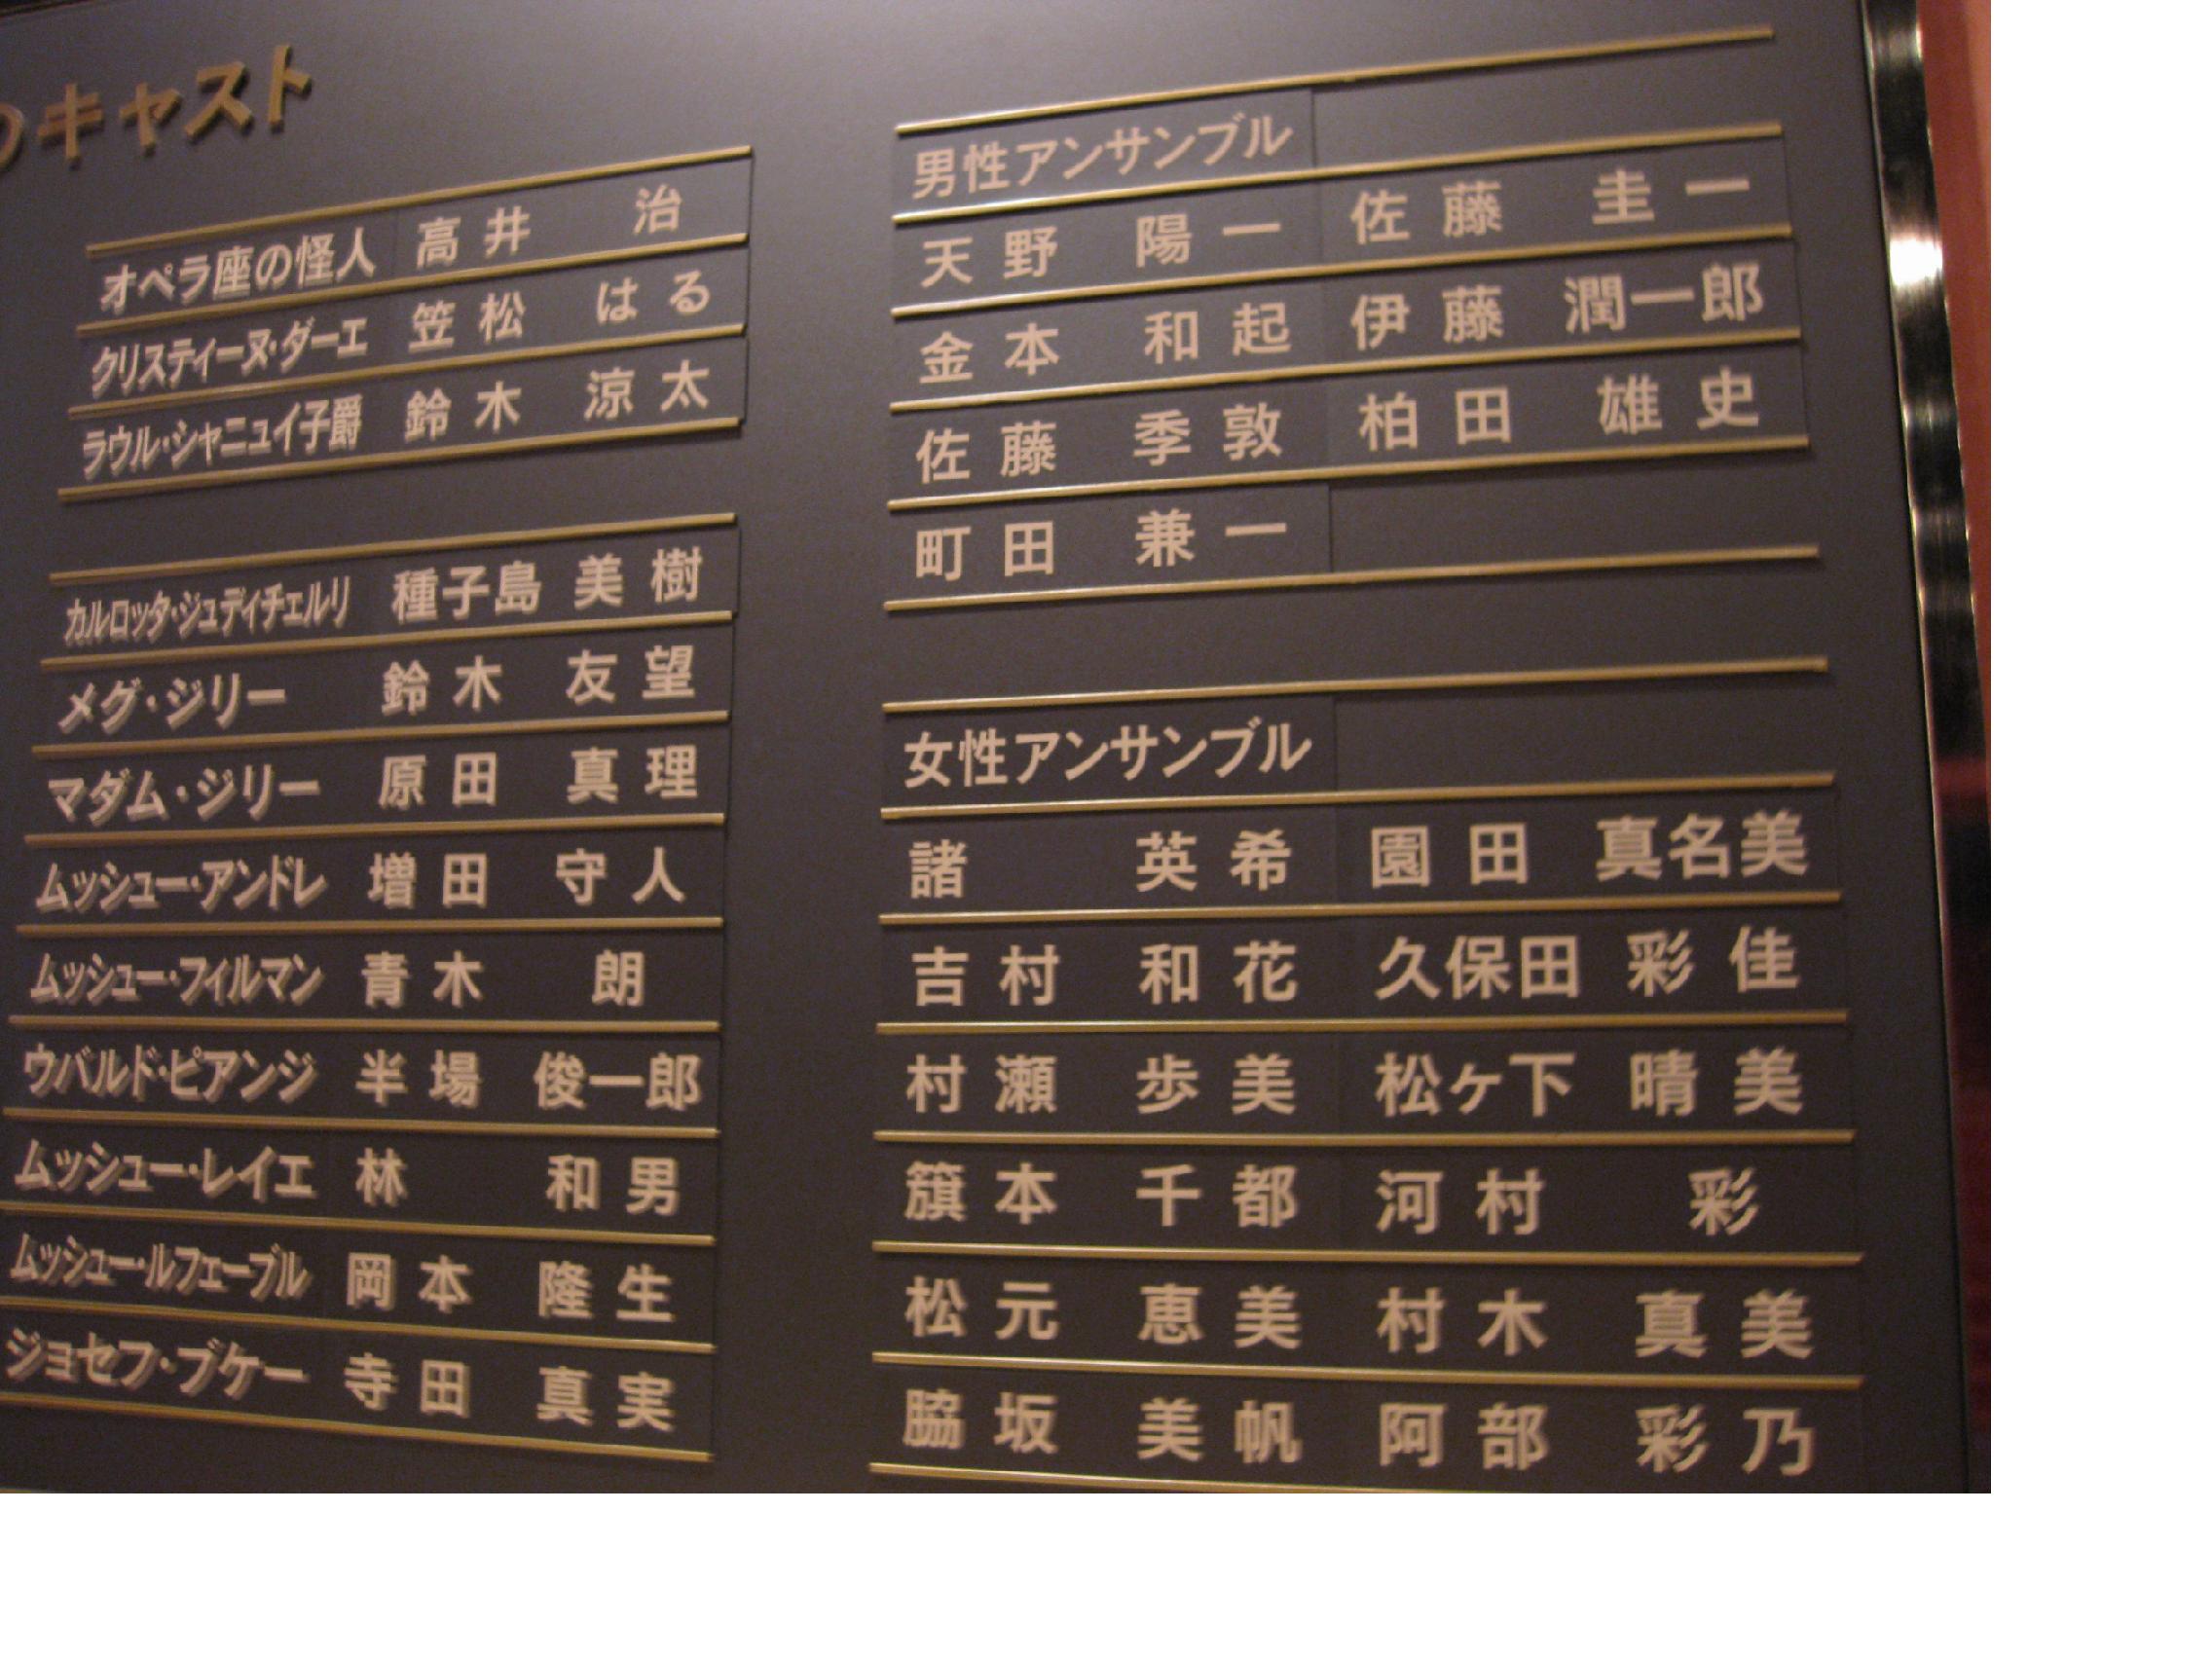 のキャスト
オペラ座の怪人 高井 治
クリスティーヌ・ダーエ 笠松 はる
ラウル・シャニュイ子爵 鈴木 涼太
カルロッタ・ジュディチェルリ 種子島 美樹
メグ・ジリー 鈴木 友望
マダム・ジリー 原田 真理
ムッシュー・アンドレ 増田 守人
ムッシュー・フィルマン 青木 朗
ウバルド・ピアンジ 半場 俊一郎
ムッシュー・レイエ 林 和男
ムッシュー・ルフェーブル 岡本 隆生
ジョセフ・ブケー 寺田 真実
男性アンサンブル
天野 陽一 佐藤 圭一
金本 和起 伊藤 潤一郎
佐藤 季敦 柏田 雄史
町田 兼一
女性アンサンブル
諸 英希 園田 真名美
吉村 和花 久保田 彩佳
村瀬 歩美 松ヶ下 晴美
籏本 千都 河村 彩
松元 恵美 村木 真美
脇坂 美帆 阿部 彩乃